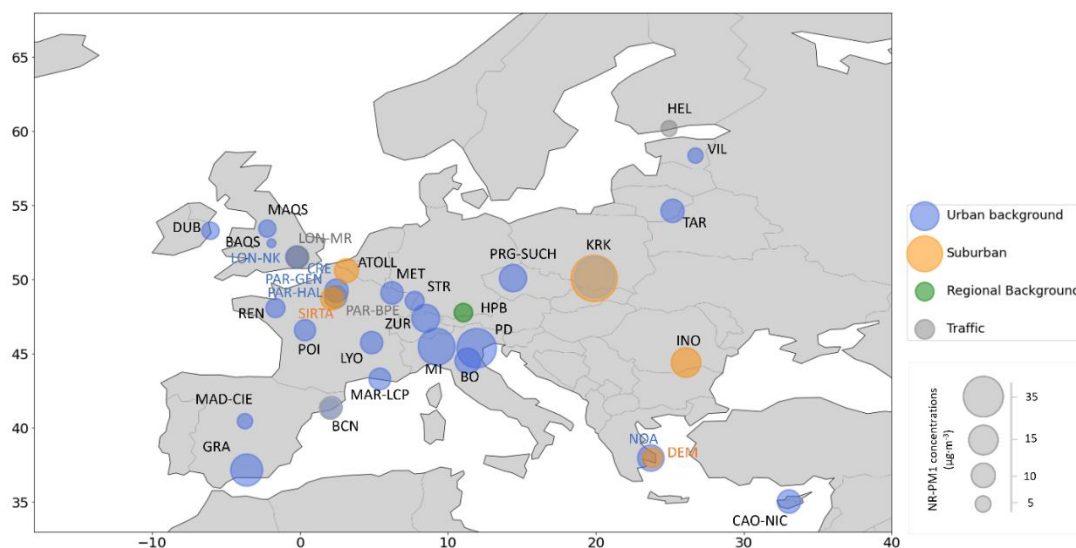 65
60
55
50
45
40
35
−10
0
10
20
30
40
HEL
VIL
TAR
MAQS
DUB
BAQS
LON-MR
LON-NK
CRE
ATOLL
PAR-GEN
PAR-HAL
MET
STR
PRG-SUCH
KRK
REN
SIRTA
PAR-BPE
HPB
ZUR
PD
POI
LYO
MI
BO
INO
MAR-LCP
MAD-CIE
BCN
GRA
NOA
DEM
CAO-NIC
Urban background
Suburban
Regional Background
Traffic
NR-PM1 concentrations
(µg·m⁻³)
35
15
10
5